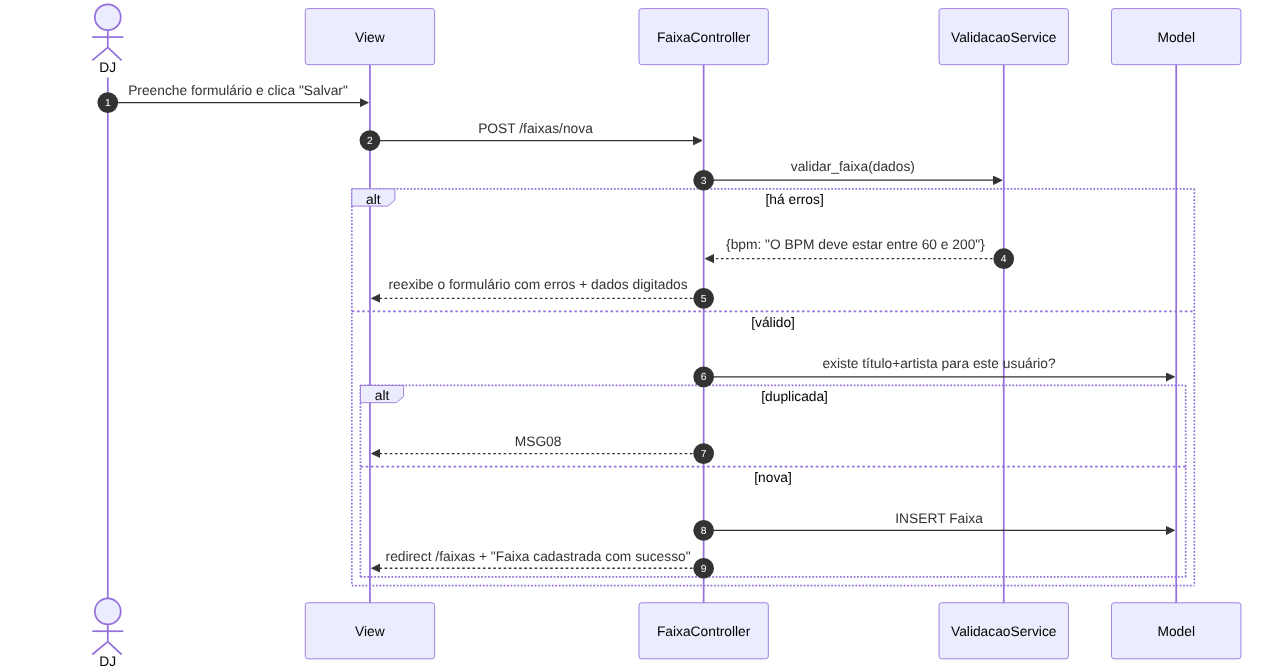 DJ
View
FaixaController
ValidacaoService
Model
Preenche formulário e clica "Salvar"
1
POST /faixas/nova
2
validar_faixa(dados)
3
alt
[há erros]
{bpm: "O BPM deve estar entre 60 e 200"}
4
reexibe o formulário com erros + dados digitados
5
[válido]
existe título+artista para este usuário?
6
alt
[duplicada]
MSG08
7
[nova]
INSERT Faixa
8
redirect /faixas + "Faixa cadastrada com sucesso"
9
DJ
View
FaixaController
ValidacaoService
Model